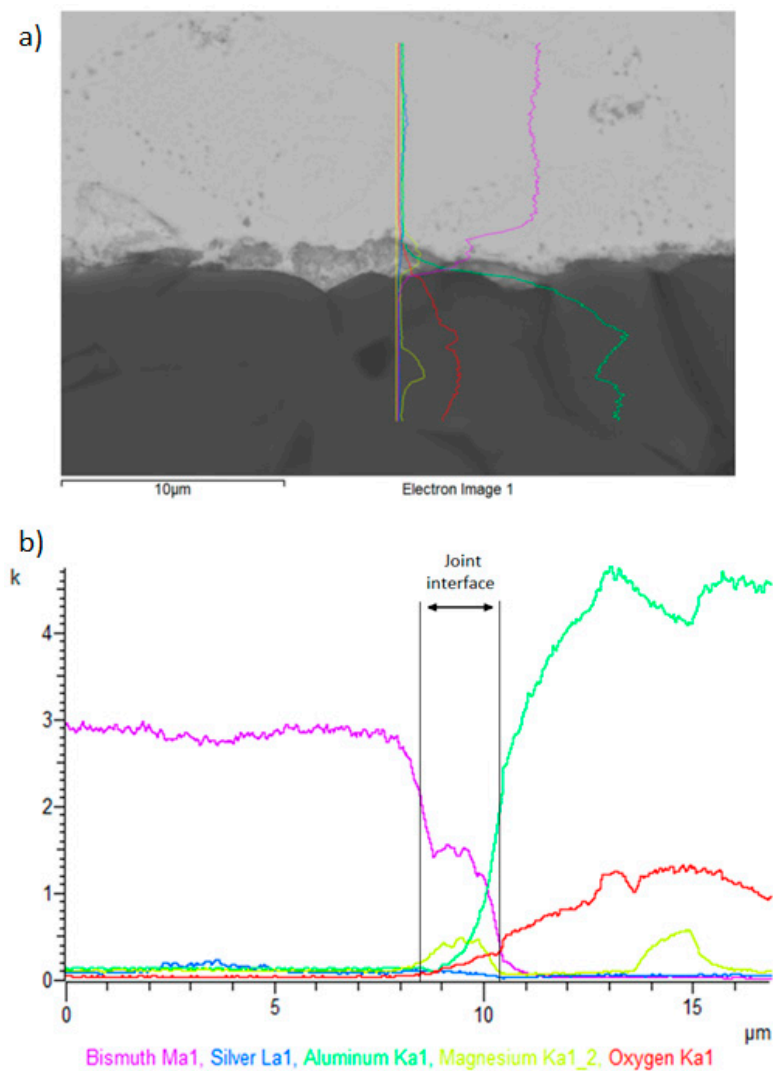 a)
10µm
Electron Image 1
b)
k
Joint
interface
4
3
2
1
0
0 5 10 15
µm
Bismuth Ma1, Silver La1, Aluminum Ka1, Magnesium Ka1_2, Oxygen Ka1